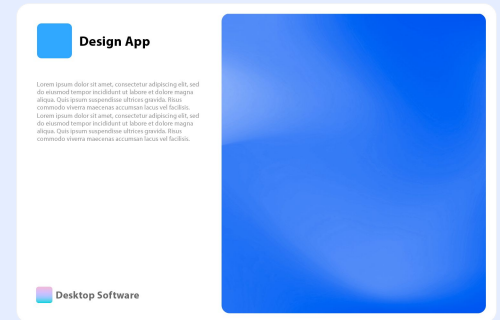 Design App
Lorem ipsum dolor sit amet, consectetur adipiscing elit, sed
do eiusmod tempor incididunt ut labore et dolore magna
aliqua. Quis ipsum suspendisse ultrices gravida. Risus
commodo viverra maecenas accumsan lacus vel facilisis.
Lorem ipsum dolor sit amet, consectetur adipiscing elit, sed
do eiusmod tempor incididunt ut labore et dolore magna
aliqua. Quis ipsum suspendisse ultrices gravida. Risus
commodo viverra maecenas accumsan lacus vel facilisis.
Desktop Software